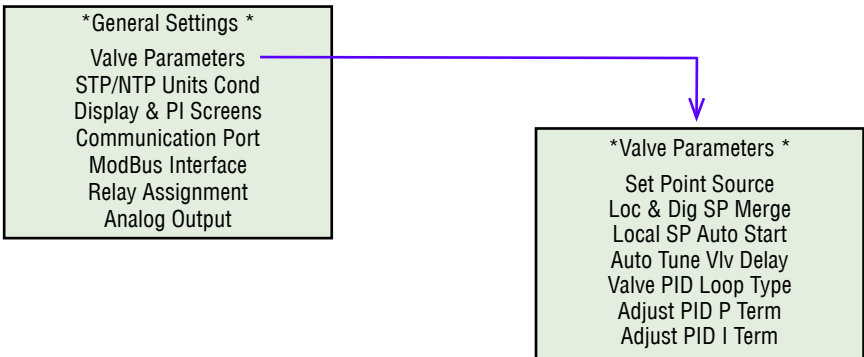 *General Settings *
Valve Parameters
STP/NTP Units Cond
Display & PI Screens
Communication Port
ModBus Interface
Relay Assignment
Analog Output
*Valve Parameters *
Set Point Source
Loc & Dig SP Merge
Local SP Auto Start
Auto Tune Vlv Delay
Valve PID Loop Type
Adjust PID P Term
Adjust PID I Term